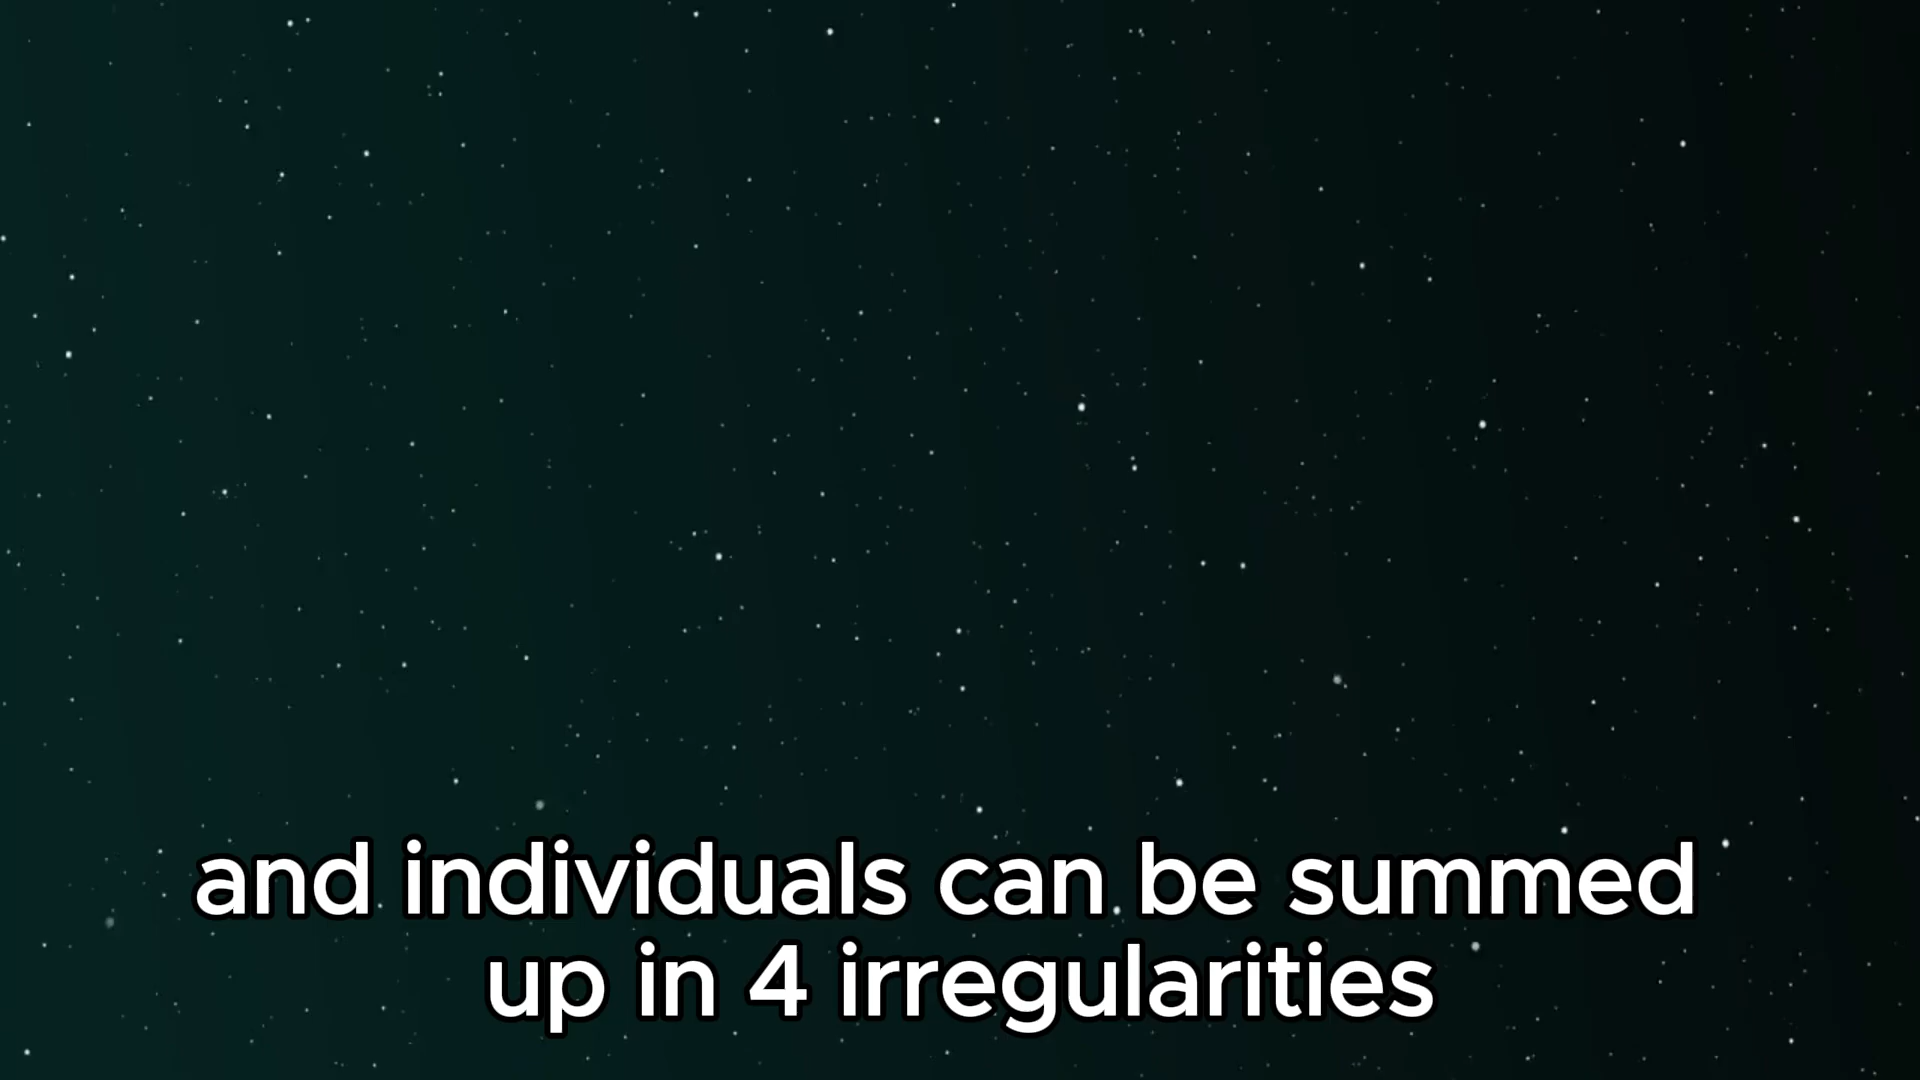 and individuals can be summed
up in 4 irregularities